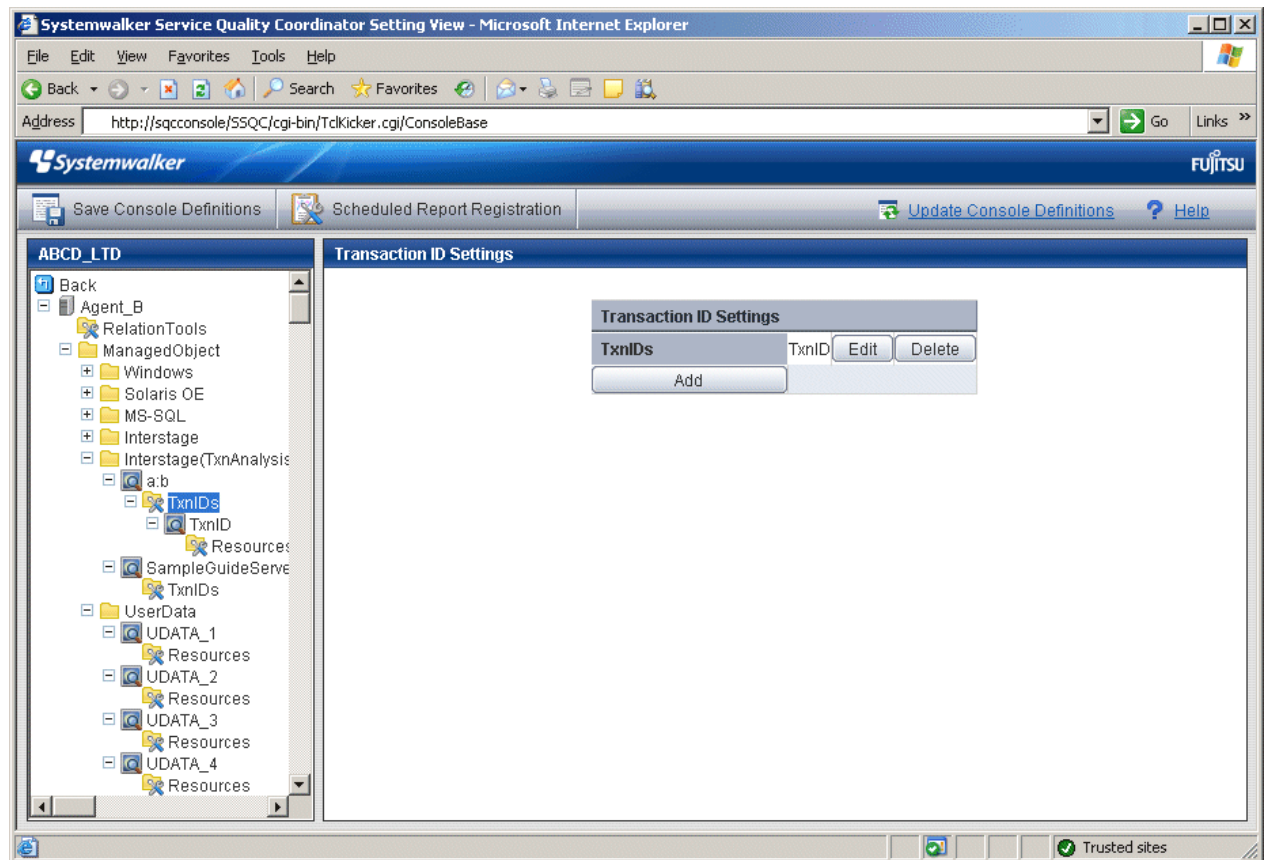 Systemwalker Service Quality Coordinator Setting View - Microsoft Internet Explorer
File Edit View Favorites Tools Help
Back Search Favorites
Address http://sqcconsole/SSQC/cgi-bin/TclKicker.cgi/ConsoleBase Go Links »
Systemwalker FUJITSU
Save Console Definitions Scheduled Report Registration Update Console Definitions ? Help
ABCD_LTD
Back
Agent_B
RelationTools
ManagedObject
Windows
Solaris OE
MS-SQL
Interstage
Interstage(TxnAnalysis
a:b
TxnIDs
TxnID
Resources
SampleGuideServe
TxnIDs
UserData
UDATA_1
Resources
UDATA_2
Resources
UDATA_3
Resources
UDATA_4
Resources
Transaction ID Settings
Transaction ID Settings
TxnIDs TxnID Edit Delete
Add
Trusted sites